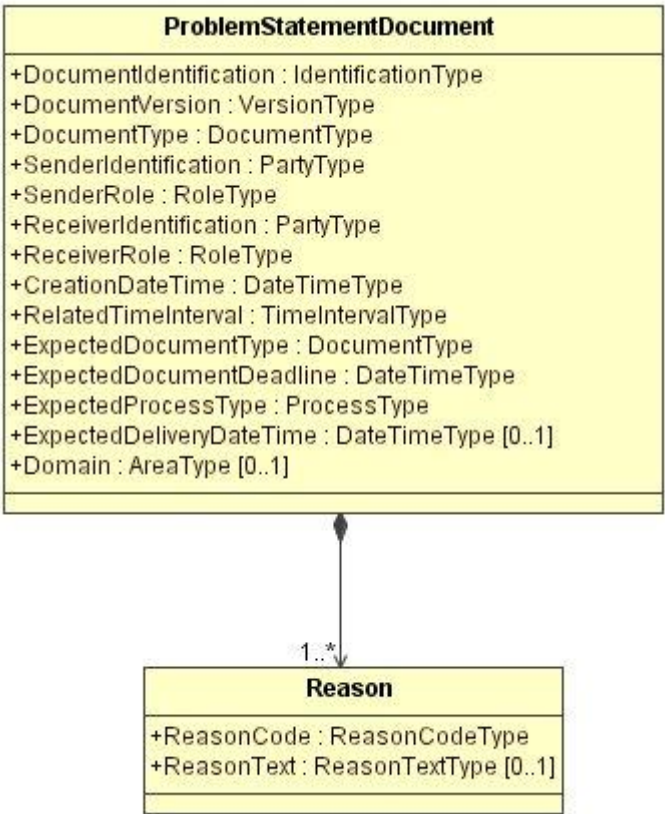 ProblemStatementDocument
+DocumentIdentification : IdentificationType
+DocumentVersion : VersionType
+DocumentType : DocumentType
+SenderIdentification : PartyType
+SenderRole : RoleType
+ReceiverIdentification : PartyType
+ReceiverRole : RoleType
+CreationDateTime : DateTimeType
+RelatedTimeInterval : TimeIntervalType
+ExpectedDocumentType : DocumentType
+ExpectedDocumentDeadline : DateTimeType
+ExpectedProcessType : ProcessType
+ExpectedDeliveryDateTime : DateTimeType [0..1]
+Domain : AreaType [0..1]
1..*
Reason
+ReasonCode : ReasonCodeType
+ReasonText : ReasonTextType [0..1]